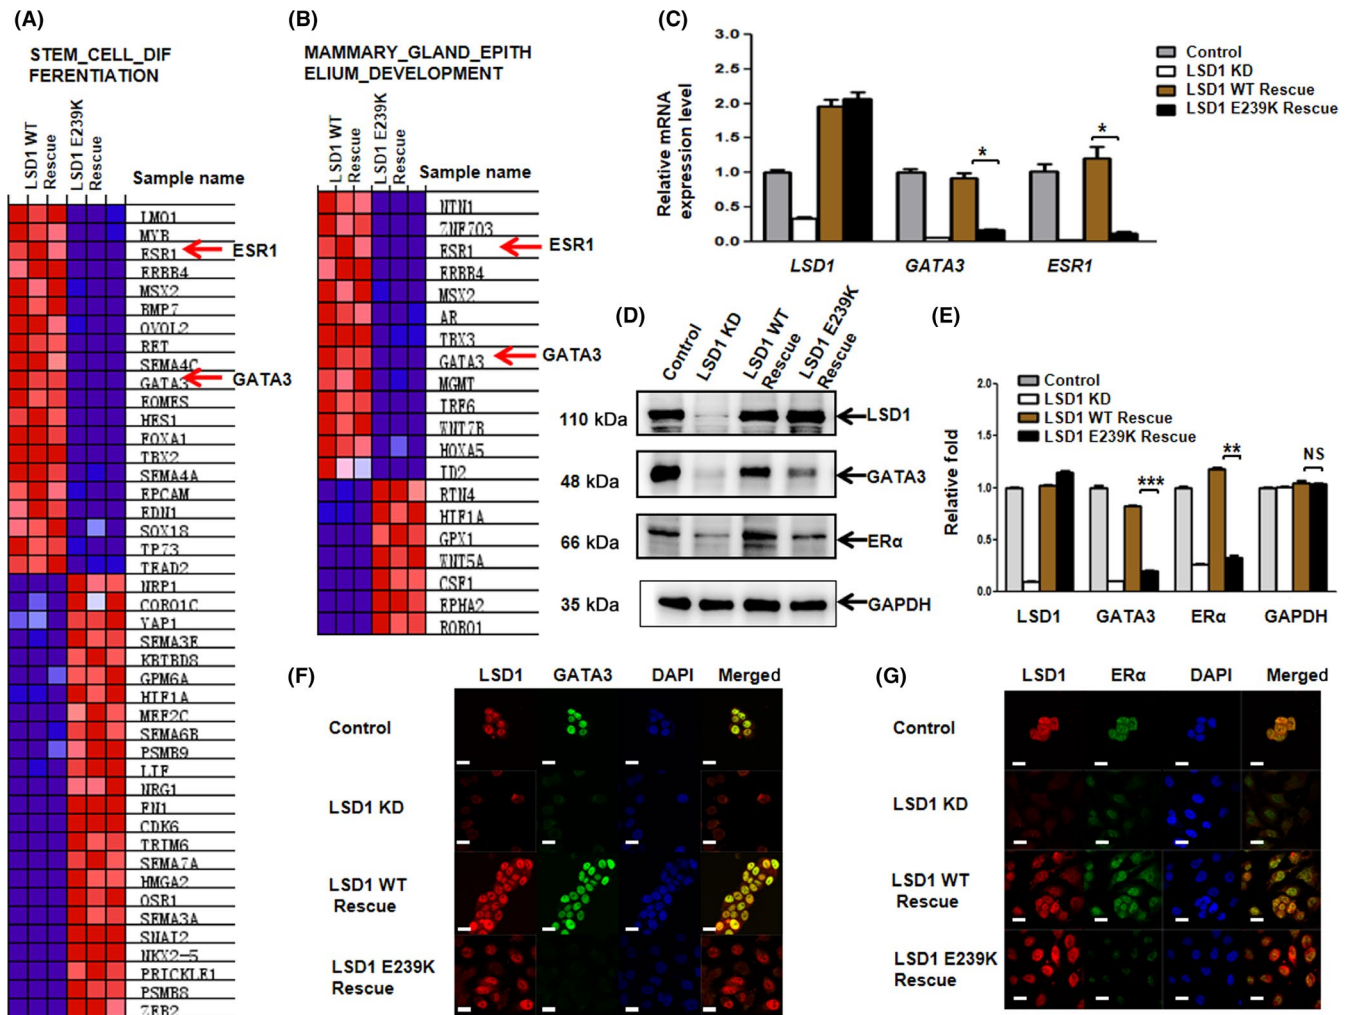 (A)
STEM_CELL_DIF
FERENTIATION
LSD1 WT
Rescue
LSD1 E239K
Rescue
Sample name
LMO1
MYB
ESR1
ERBB4
MSX2
BMP7
OVOL2
RET
SEMA4C
GATA3
EOMES
HES1
FOXA1
TBX2
SEMA4A
EPCAM
EDN1
SOX18
TP73
TEAD2
NRP1
CORO1C
YAP1
SEMA3E
KBTBD8
GPM6A
HIF1A
MEF2C
SEMA6B
PSMB9
LIF
NRG1
EN1
CDK6
TRIM6
SEMA7A
HMGA2
OSR1
SEMA3A
SNAI2
NKX2-5
PRICKLE1
PSMB8
ZEB2
ESR1
GATA3
(B)
MAMMARY_GLAND_EPITH
ELIUM_DEVELOPMENT
LSD1 WT
Rescue
LSD1 E239K
Rescue
Sample name
NTN1
ZNF703
ESR1
ERBB4
MSX2
AR
TBX3
GATA3
MGMT
IRF6
WNT7B
HOXA5
ID2
RTN4
HIF1A
GPX1
WNT5A
CSF1
EPHA2
ROBO1
ESR1
GATA3
(C)
Relative mRNA
expression level
3.0
2.5
2.0
1.5
1.0
0.5
0.0
Control
LSD1 KD
LSD1 WT Rescue
LSD1 E239K Rescue
*
*
LSD1
GATA3
ESR1
(D)
Control
LSD1 KD
LSD1 WT
Rescue
LSD1 E239K
Rescue
110 kDa
LSD1
48 kDa
GATA3
66 kDa
ERα
35 kDa
GAPDH
(E)
Relative fold
2.0
1.5
1.0
0.5
0.0
Control
LSD1 KD
LSD1 WT Rescue
LSD1 E239K Rescue
***
**
NS
LSD1
GATA3
ERα
GAPDH
(F)
LSD1
GATA3
DAPI
Merged
Control
LSD1 KD
LSD1 WT
Rescue
LSD1 E239K
Rescue
(G)
LSD1
ERα
DAPI
Merged
Control
LSD1 KD
LSD1 WT
Rescue
LSD1 E239K
Rescue